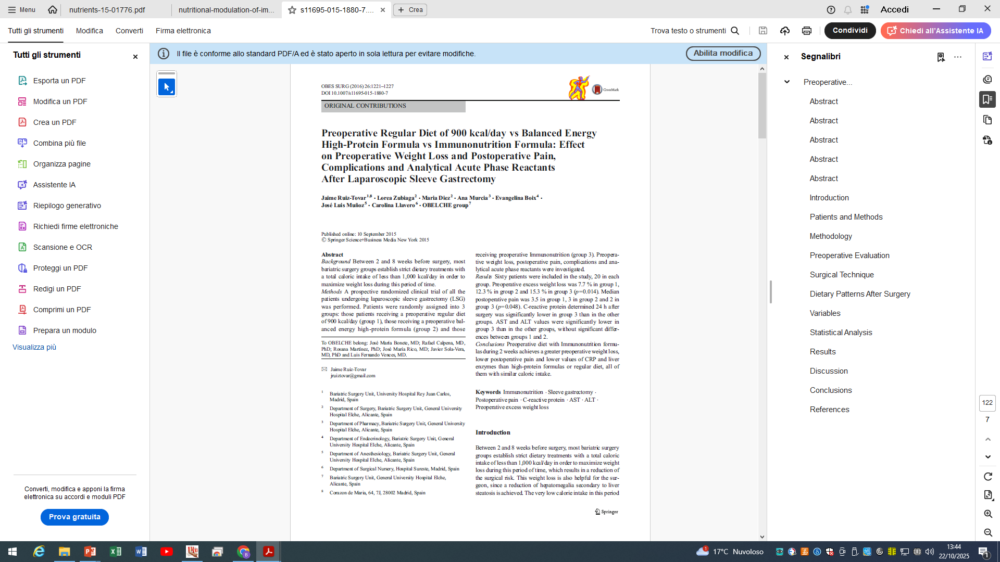 Menu
nutrients-15-01776.pdf
nutritional-modulation-of-im...
s11695-015-1880-7....
Crea
Accedi
Tutti gli strumenti
Modifica
Converti
Firma elettronica
Trova testo o strumenti
Condividi
Chiedi all'Assistente IA
Tutti gli strumenti
Esporta un PDF
Modifica un PDF
Crea un PDF
Combina più file
Organizza pagine
Assistente IA
Riepilogo generativo
Richiedi firme elettroniche
Scansione e OCR
Proteggi un PDF
Redigi un PDF
Comprimi un PDF
Prepara un modulo
Visualizza più
Converti, modifica e apponi la firma
elettronica su accordi e moduli PDF
Prova gratuita
Il file è conforme allo standard PDF/A ed è stato aperto in sola lettura per evitare modifiche.
Abilita modifica
OBES SURG (2016) 26:1221–1227
DOI 10.1007/s11695-015-1880-7
CrossMark
ORIGINAL CONTRIBUTIONS
Preoperative Regular Diet of 900 kcal/day vs Balanced Energy
High-Protein Formula vs Immunonutrition Formula: Effect
on Preoperative Weight Loss and Postoperative Pain,
Complications and Analytical Acute Phase Reactants
After Laparoscopic Sleeve Gastrectomy
Jaime Ruiz-Tovar1,8 · Lorea Zubiaga2 · Maria Diez2 · Ana Murcia3 · Evangelina Boix4 ·
José Luis Muñoz5 · Carolina Llavero6 · OBELCHE group7
Published online: 10 September 2015
© Springer Science+Business Media New York 2015
Abstract
Background Between 2 and 8 weeks before surgery, most
bariatric surgery groups establish strict dietary treatments with
a total caloric intake of less than 1,000 kcal/day in order to
maximize weight loss during this period of time.
Methods A prospective randomized clinical trial of all the
patients undergoing laparoscopic sleeve gastrectomy (LSG)
was performed. Patients were randomly assigned into 3
groups: those patients receiving a preoperative regular diet
of 900 kcal/day (group 1), those receiving a preoperative bal-
anced energy high-protein formula (group 2) and those
To OBELCHE belong: José María Bonete, MD; Rafael Calpena, MD,
PhD; Rosana Martínez, PhD; José María Rico, MD; Javier Sola-Vera,
MD, PhD and Luis Fernando Vences, MD.
Jaime Ruiz-Tovar
jruiztovar@gmail.com
1 Bariatric Surgery Unit, University Hospital Rey Juan Carlos,
Madrid, Spain
2 Department of Surgery, Bariatric Surgery Unit, General University
Hospital Elche, Alicante, Spain
3 Department of Pharmacy, Bariatric Surgery Unit, General University
Hospital Elche, Alicante, Spain
4 Department of Endocrinology, Bariatric Surgery Unit, General
University Hospital Elche, Alicante, Spain
5 Department of Anesthesiology, Bariatric Surgery Unit, General
University Hospital Elche, Alicante, Spain
6 Department of Surgical Nursery, Hospital Sureste, Madrid, Spain
7 Bariatric Surgery Unit, General University Hospital Elche,
Alicante, Spain
8 Corazon de Maria, 64, 7J, 28002 Madrid, Spain
receiving preoperative Immunonutrition (group 3). Preopera-
tive weight loss, postoperative pain, complications and ana-
lytical acute phase reactants were investigated.
Results Sixty patients were included in the study, 20 in each
group. Preoperative excess weight loss was 7.7 % in group 1,
12.3 % in group 2 and 15.3 % in group 3 (p=0.014). Median
postoperative pain was 3.5 in group 1, 3 in group 2 and 2 in
group 3 (p=0.048). C-reactive protein determined 24 h after
surgery was significantly lower in group 3 than in the other
groups. AST and ALT values were significantly lower in
group 3 than in the other groups, without significant differ-
ences between groups 1 and 2.
Conclusions Preoperative diet with Immunonutrition formu-
las during 2 weeks achieves a greater preoperative weight loss,
lower postoperative pain and lower values of CRP and liver
enzymes than high-protein formulas or regular diet, all of
them with similar caloric intake.
Keywords Immunonutrition · Sleeve gastrectomy ·
Postoperative pain · C-reactive protein · AST · ALT ·
Preoperative excess weight loss
Introduction
Between 2 and 8 weeks before surgery, most bariatric surgery
groups establish strict dietary treatments with a total caloric
intake of less than 1,000 kcal/day in order to maximize weight
loss during this period of time, which results in a reduction of
the surgical risk. This weight loss is also helpful for the sur-
geon, since a reduction of hepatomegalia secondary to liver
steatosis is achieved. The very low calorie intake in this period
Springer
Segnalibri
Preoperative...
Abstract
Abstract
Abstract
Abstract
Abstract
Introduction
Patients and Methods
Methodology
Preoperative Evaluation
Surgical Technique
Dietary Patterns After Surgery
Variables
Statistical Analysis
Results
Discussion
Conclusions
References
122
7
1
17°C Nuvoloso
13:44
22/10/2025
1